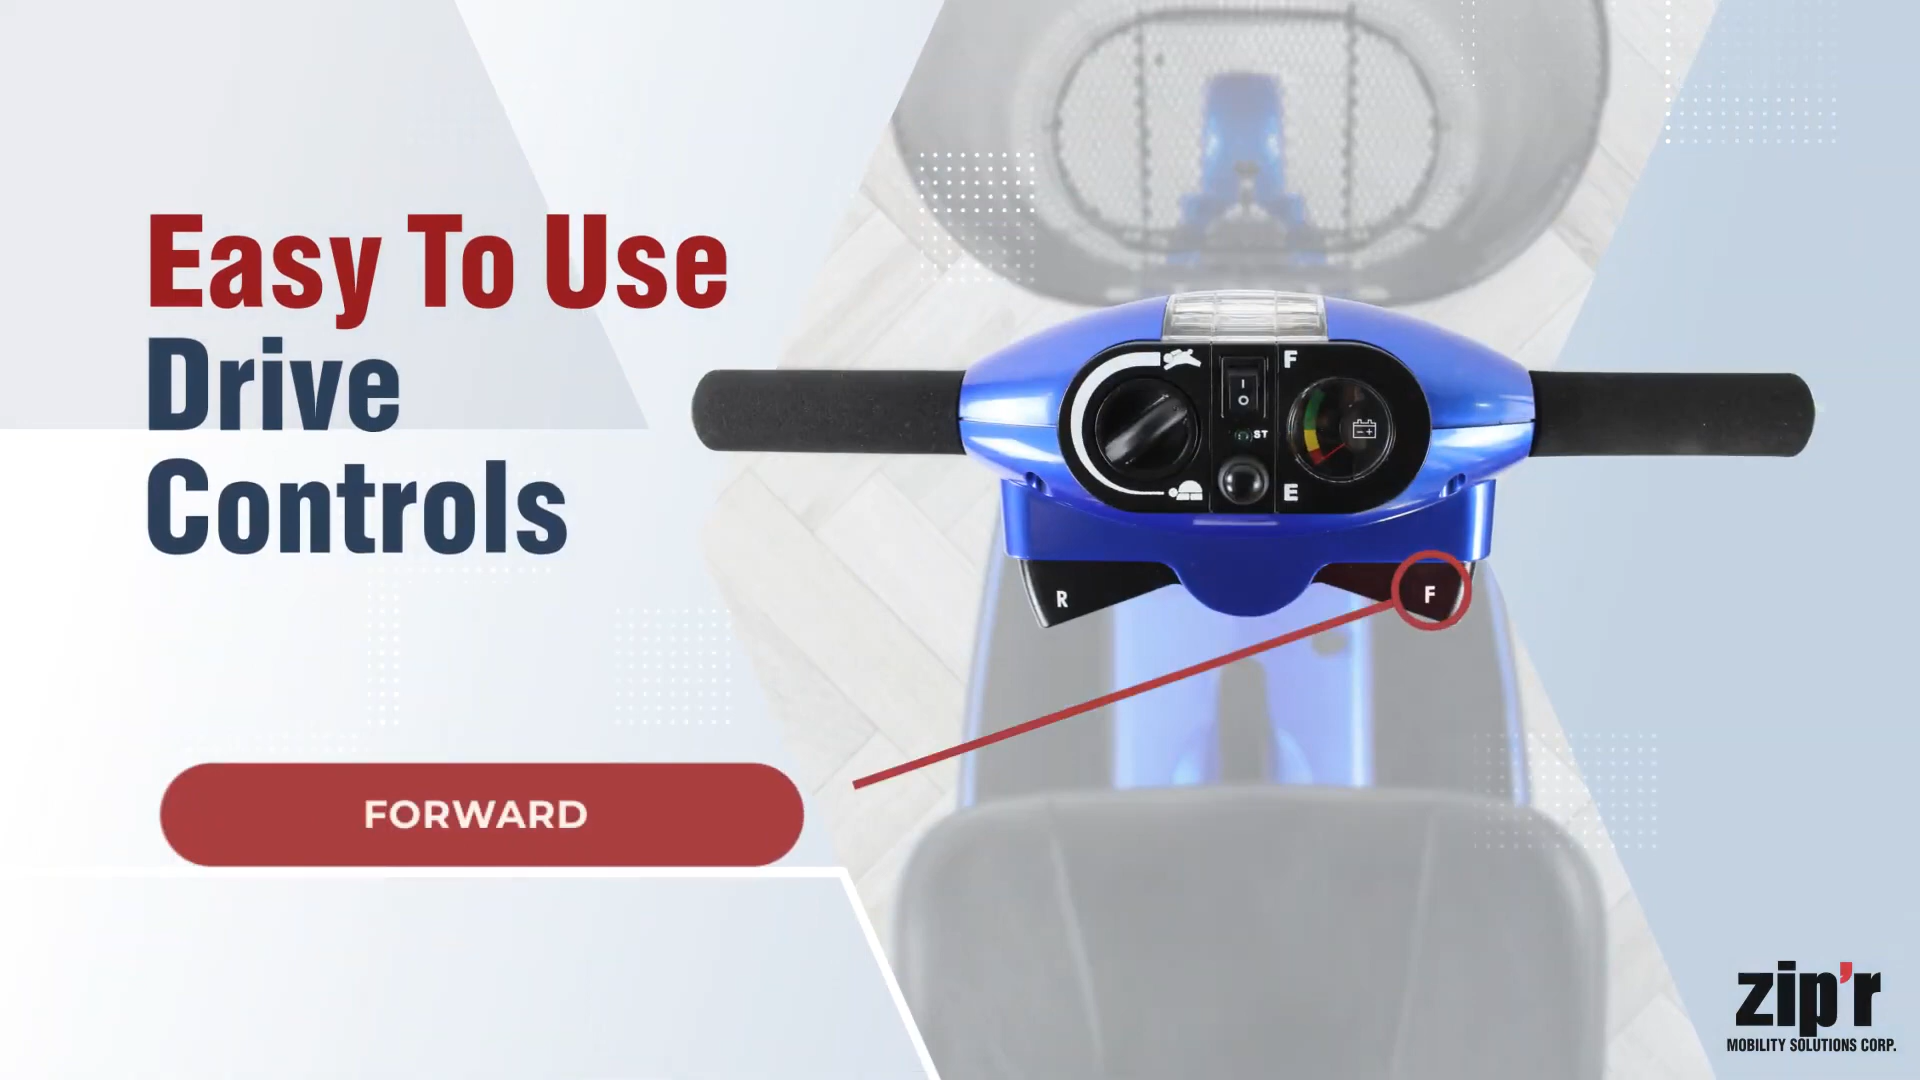 Easy To Use
Drive
Controls
FORWARD
F
I
O
ST
E
R
F
zip'r
MOBILITY SOLUTIONS CORP.